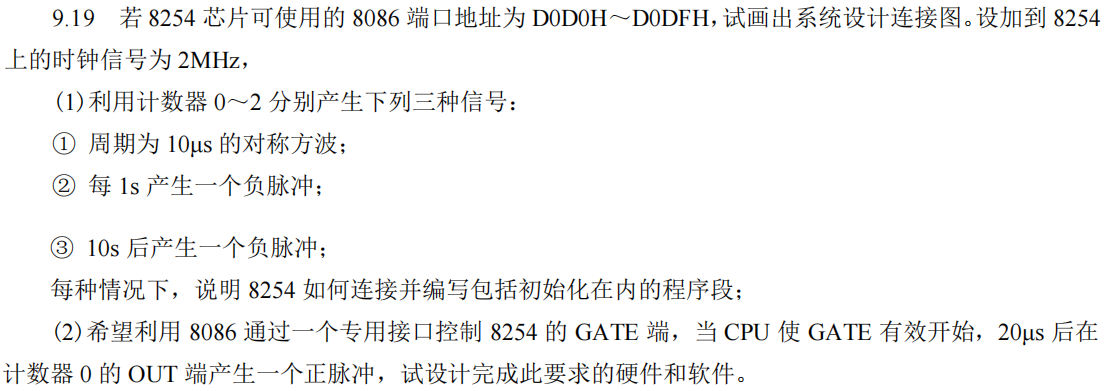 9.19 若 8254 芯片可使用的 8086 端口地址为 D0D0H～D0DFH，试画出系统设计连接图。设加到 8254
上的时钟信号为 2MHz，
(1)利用计数器 0～2 分别产生下列三种信号：
① 周期为 10μs 的对称方波；
② 每 1s 产生一个负脉冲；
③ 10s 后产生一个负脉冲；
每种情况下，说明 8254 如何连接并编写包括初始化在内的程序段；
(2)希望利用 8086 通过一个专用接口控制 8254 的 GATE 端，当 CPU 使 GATE 有效开始，20μs 后在
计数器 0 的 OUT 端产生一个正脉冲，试设计完成此要求的硬件和软件。